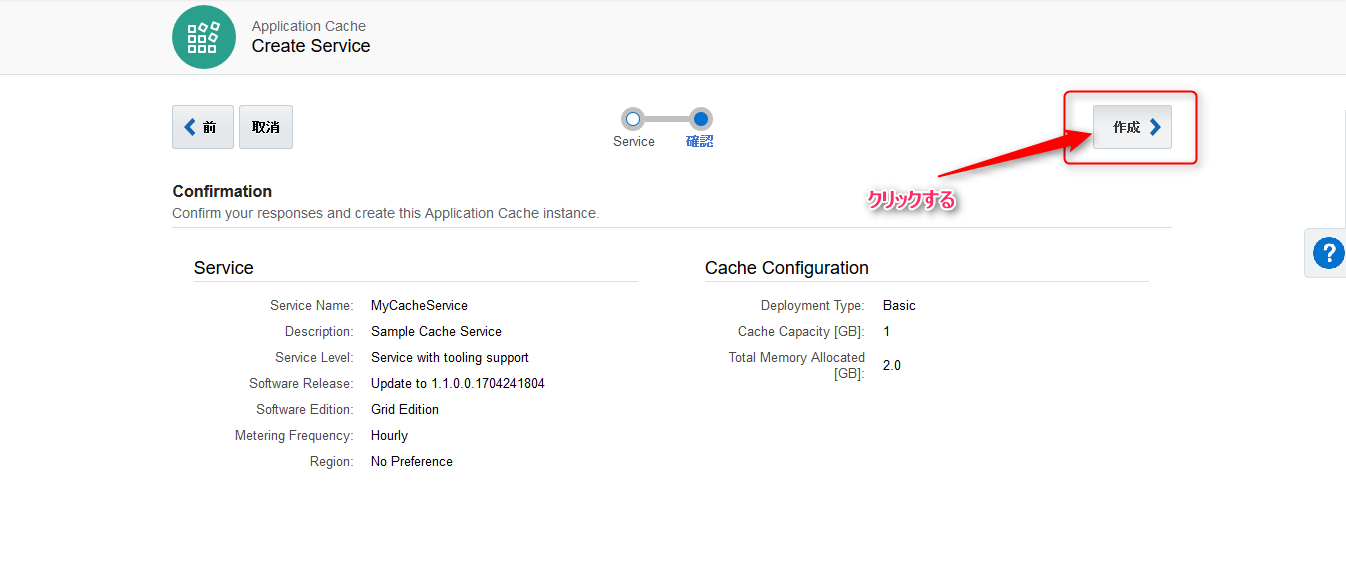 Application Cache
Create Service
前
取消
Service
確認
作成
クリックする
Confirmation
Confirm your responses and create this Application Cache instance.
?
Service
Service Name: MyCacheService
Description: Sample Cache Service
Service Level: Service with tooling support
Software Release: Update to 1.1.0.0.1704241804
Software Edition: Grid Edition
Metering Frequency: Hourly
Region: No Preference
Cache Configuration
Deployment Type: Basic
Cache Capacity [GB]: 1
Total Memory Allocated
[GB]: 2.0